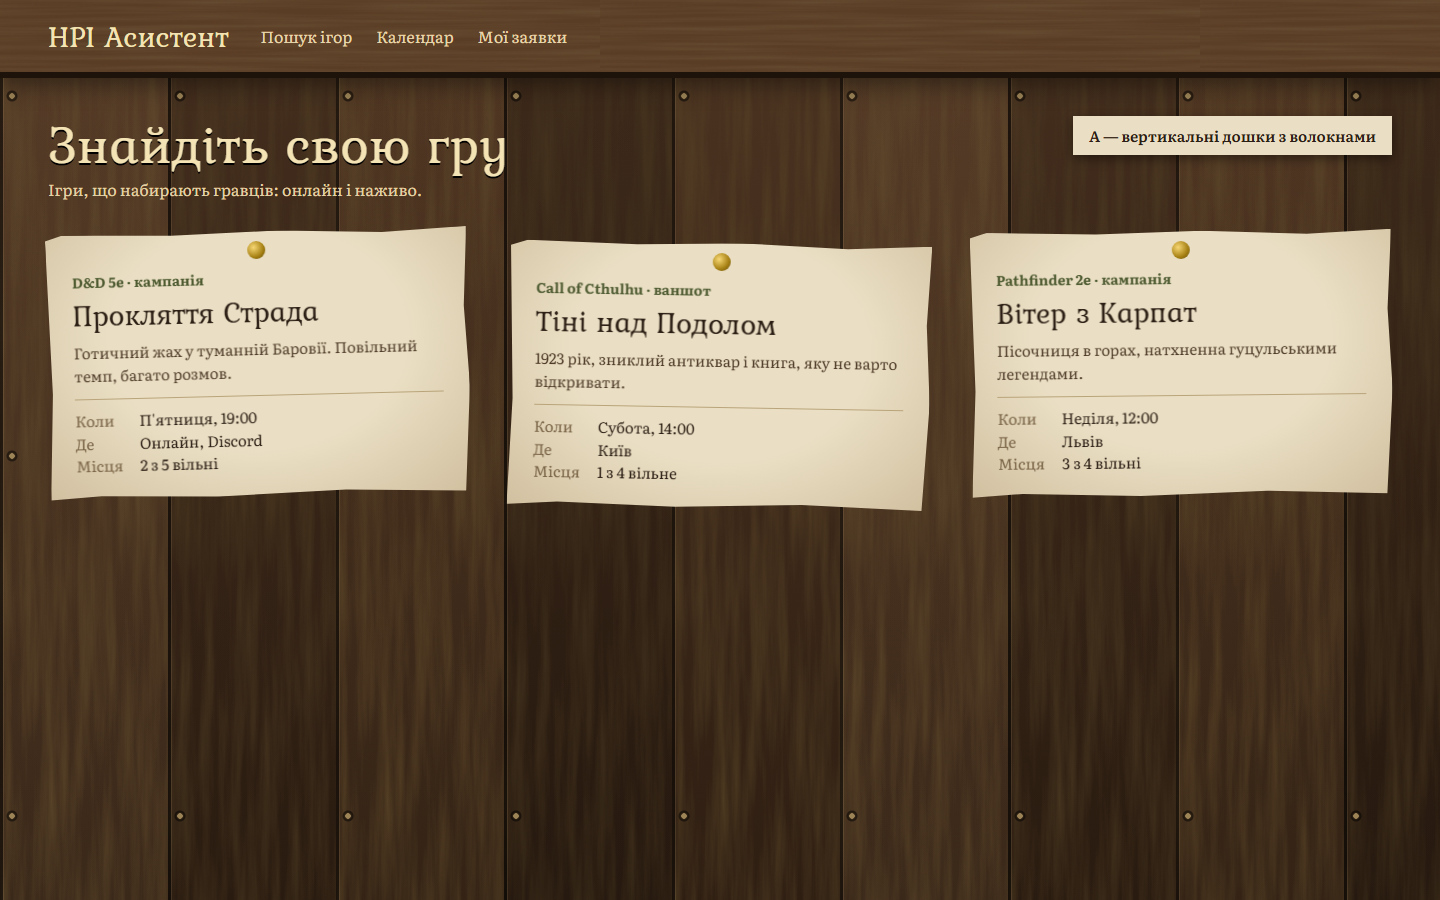 НРІ Асистент
Пошук ігор
Календар
Мої заявки
Знайдіть свою гру
А — вертикальні дошки з волокнами
Ігри, що набирають гравців: онлайн і наживо.
D&D 5e · кампанія
Прокляття Страда
Готичний жах у туманній Баровії. Повільний
темп, багато розмов.
Коли П'ятниця, 19:00
Де Онлайн, Discord
Місця 2 з 5 вільні
Call of Cthulhu · ваншот
Тіні над Подолом
1923 рік, зниклий антиквар і книга, яку не варто
відкривати.
Коли Субота, 14:00
Де Київ
Місця 1 з 4 вільне
Pathfinder 2e · кампанія
Вітер з Карпат
Пісочниця в горах, натхненна гуцульськими
легендами.
Коли Неділя, 12:00
Де Львів
Місця 3 з 4 вільні